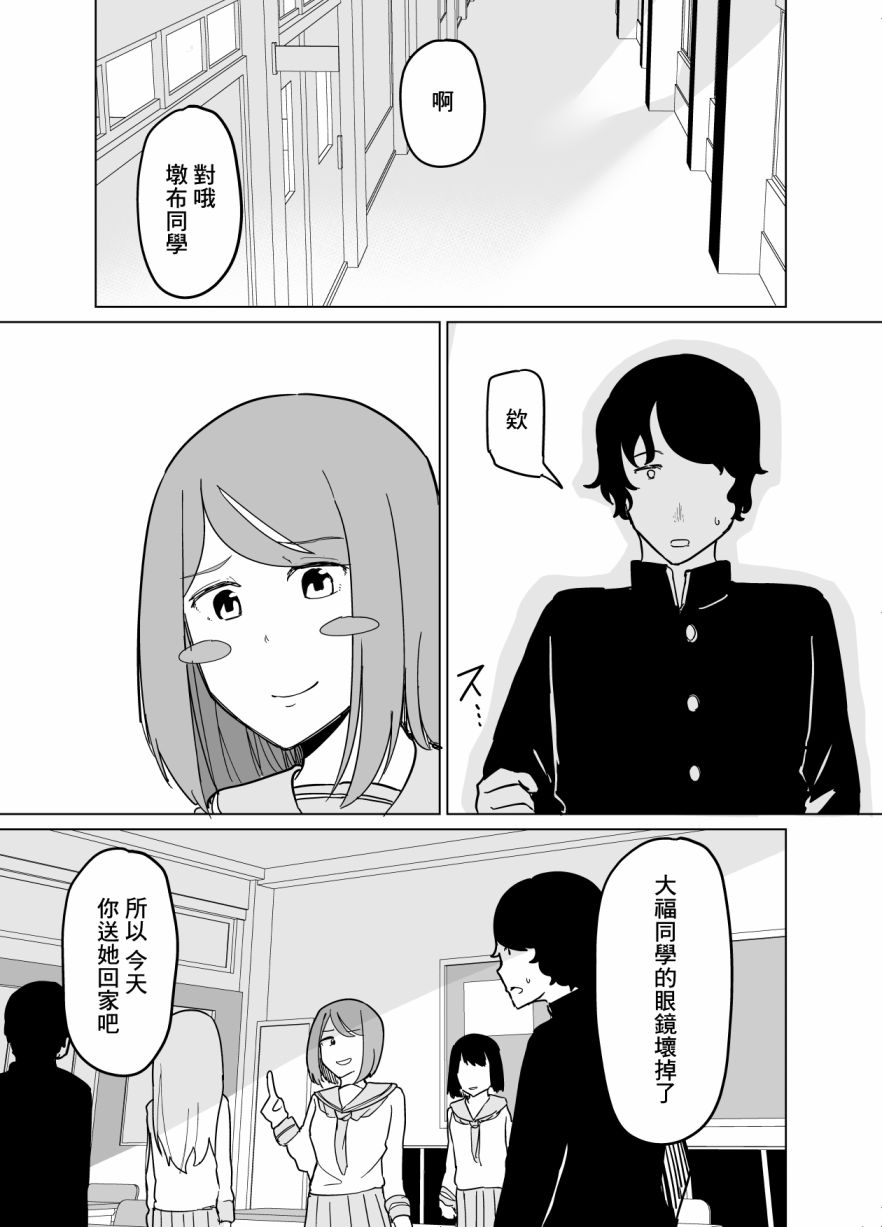 啊
對哦
墩布同學
欸
ス…
大福同學的眼鏡壞掉了
所以 今天
你送她回家吧